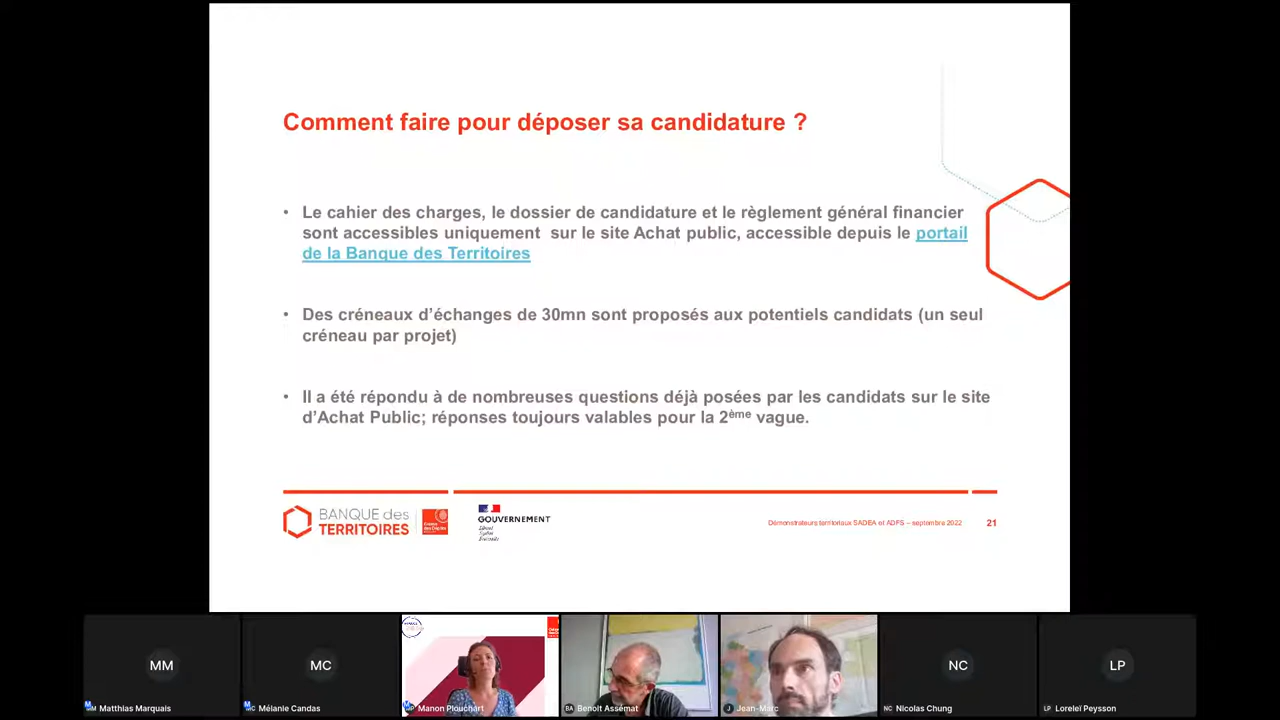 Comment faire pour déposer sa candidature ?
• Le cahier des charges, le dossier de candidature et le règlement général financier
sont accessibles uniquement sur le site Achat public, accessible depuis le portail
de la Banque des Territoires
• Des créneaux d'échanges de 30mn sont proposés aux potentiels candidats (un seul
créneau par projet)
• Il a été répondu à de nombreuses questions déjà posées par les candidats sur le site
d'Achat Public; réponses toujours valables pour la 2ème vague.
BANQUE des
TERRITOIRES
GOUVERNEMENT
Liberté
Égalité
Fraternité
Démonstrateurs territoriaux SADEA et ADFS – septembre 2022
21
MM
MC
NC
LP
Matthias Marquais
Mélanie Candas
Manon Plouchart
BA Benoît Assémat
J Jean-Marc
NC Nicolas Chung
LP Loreleï Peysson